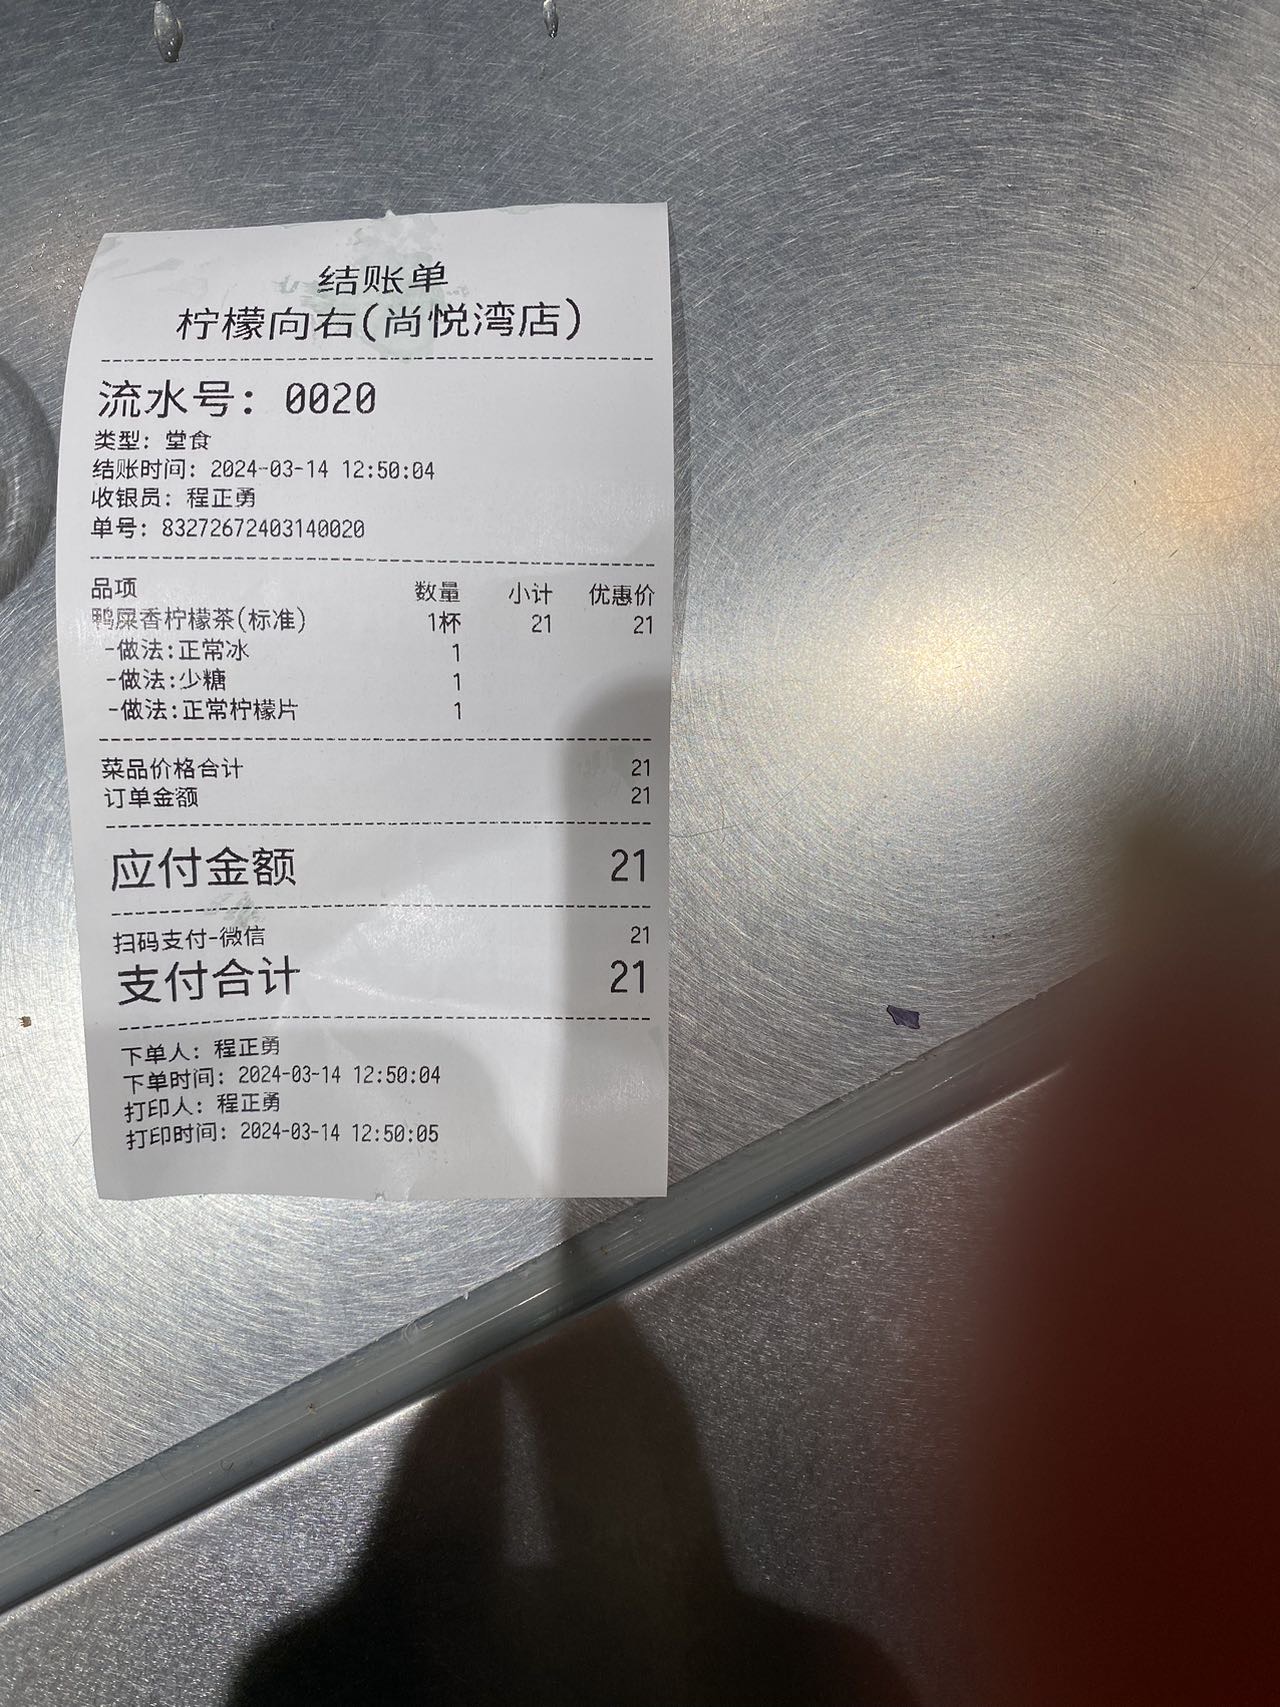 结账单
柠檬向右(尚悦湾店)
流水号: 0020
类型: 堂食
结账时间: 2024-03-14 12:50:04
收银员: 程正勇
单号: 83272672403140020
品项 数量 小计 优惠价
鸭屎香柠檬茶(标准) 1杯 21 21
-做法:正常冰 1
-做法:少糖 1
-做法:正常柠檬片 1
菜品价格合计 21
订单金额 21
应付金额 21
扫码支付-微信 21
支付合计 21
下单人: 程正勇
下单时间: 2024-03-14 12:50:04
打印人: 程正勇
打印时间: 2024-03-14 12:50:05